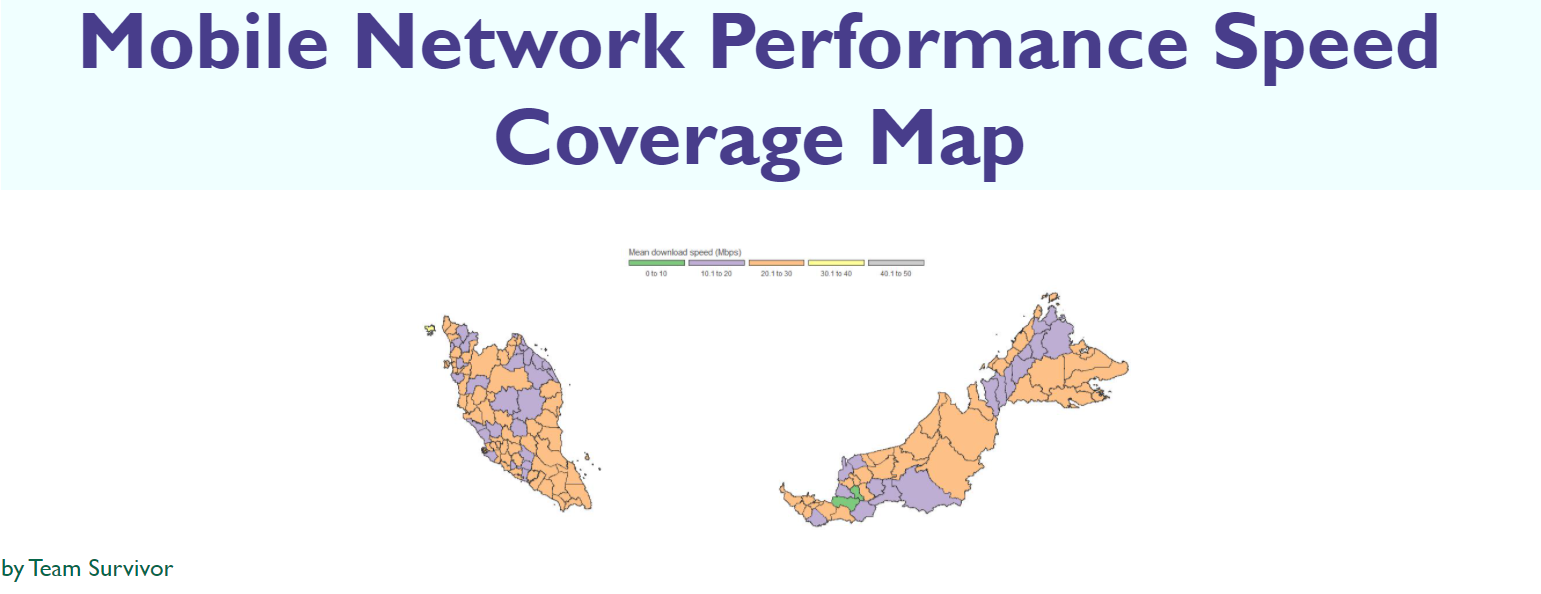 Mobile Network Performance Speed
Coverage Map
Mean download speed (Mbps)
0 to 10 10.1 to 20 20.1 to 30 30.1 to 40 40.1 to 50
by Team Survivor